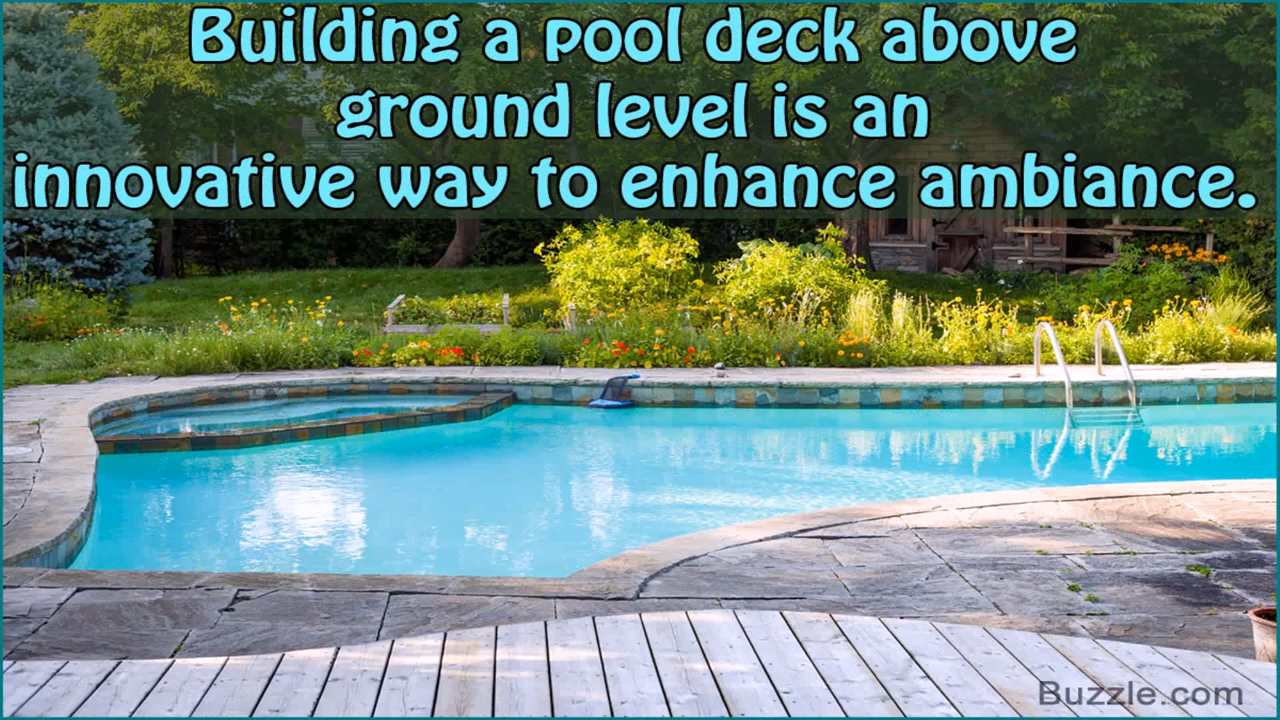 Building a pool deck above
ground level is an
innovative way to enhance ambiance.
Buzzle.com